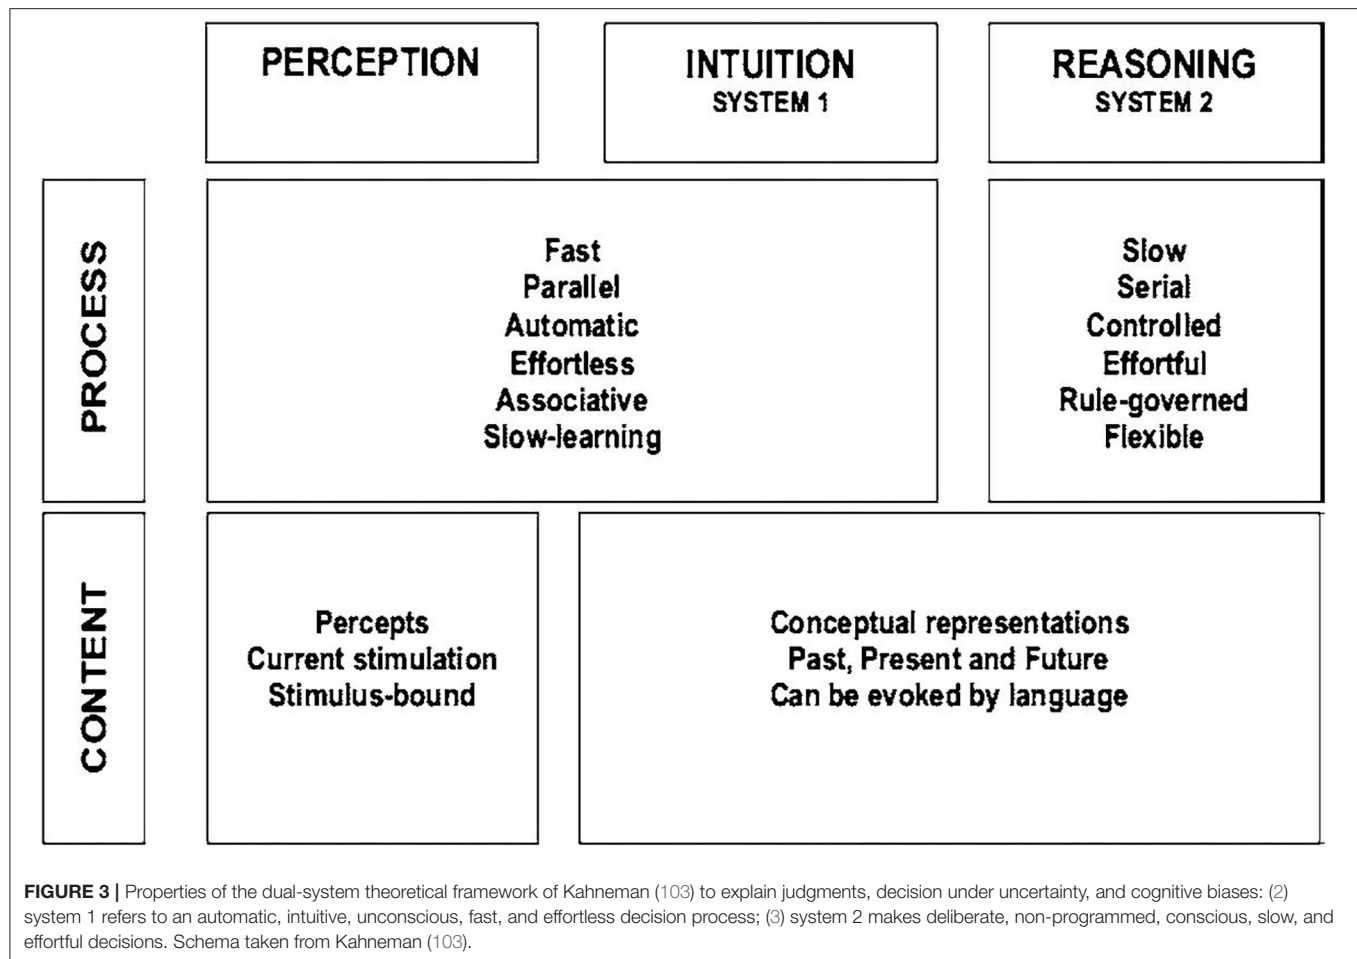 PERCEPTION
INTUITION
SYSTEM 1
REASONING
SYSTEM 2
PROCESS
Fast
Parallel
Automatic
Effortless
Associative
Slow-learning
Slow
Serial
Controlled
Effortful
Rule-governed
Flexible
CONTENT
Percepts
Current stimulation
Stimulus-bound
Conceptual representations
Past, Present and Future
Can be evoked by language
FIGURE 3 | Properties of the dual-system theoretical framework of Kahneman (103) to explain judgments, decision under uncertainty, and cognitive biases: (2)
system 1 refers to an automatic, intuitive, unconscious, fast, and effortless decision process; (3) system 2 makes deliberate, non-programmed, conscious, slow, and
effortful decisions. Schema taken from Kahneman (103).